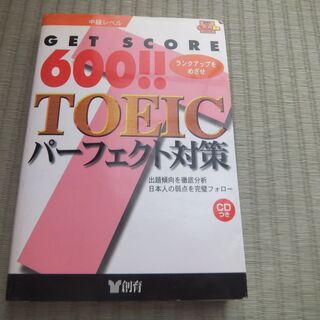 中級レベル
GET SCORE
600!!
ランクアップを
めざせ
TOEIC
パーフェクト対策
出題傾向を徹底分析
日本人の弱点を完璧フォロー
CD
つき
創育